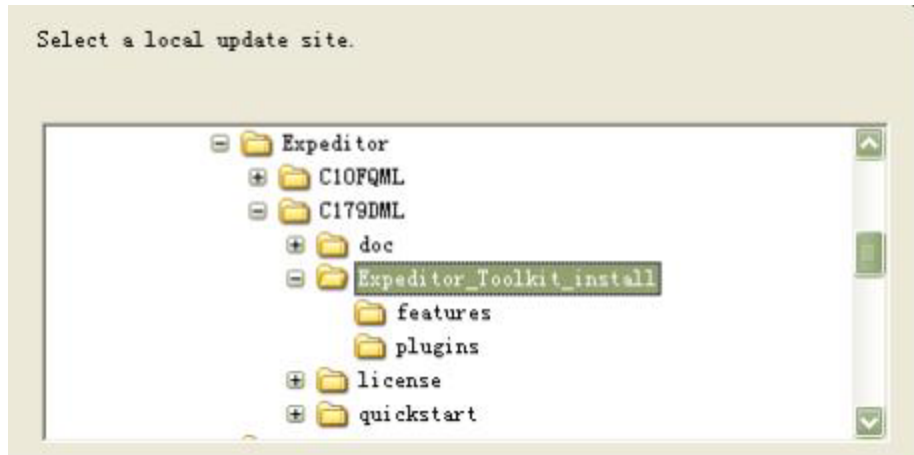 Select a local update site.
Expeditor
C10FQML
C179DML
doc
Expeditor_Toolkit_install
features
plugins
license
quickstart